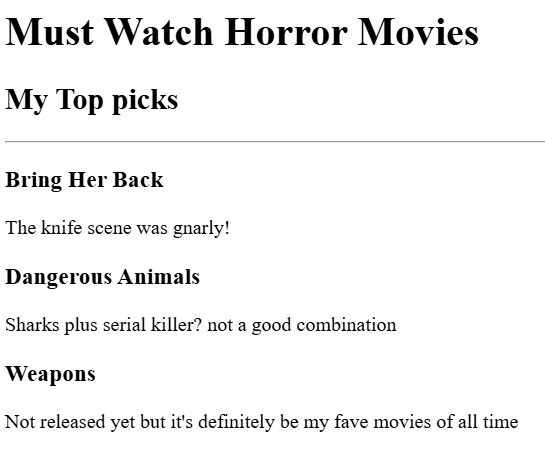 Must Watch Horror Movies
My Top picks
Bring Her Back
The knife scene was gnarly!
Dangerous Animals
Sharks plus serial killer? not a good combination
Weapons
Not released yet but it's definitely be my fave movies of all time